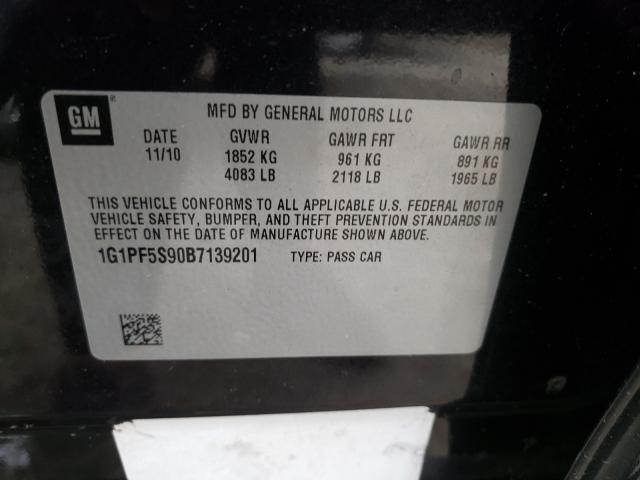 GM ®
MFD BY GENERAL MOTORS LLC
DATE GVWR GAWR FRT GAWR RR
11/10 1852 KG 961 KG 891 KG
4083 LB 2118 LB 1965 LB
THIS VEHICLE CONFORMS TO ALL APPLICABLE U.S. FEDERAL MOTOR
VEHICLE SAFETY, BUMPER, AND THEFT PREVENTION STANDARDS IN
EFFECT ON THE DATE OF MANUFACTURE SHOWN ABOVE.
1G1PF5S90B7139201 TYPE: PASS CAR